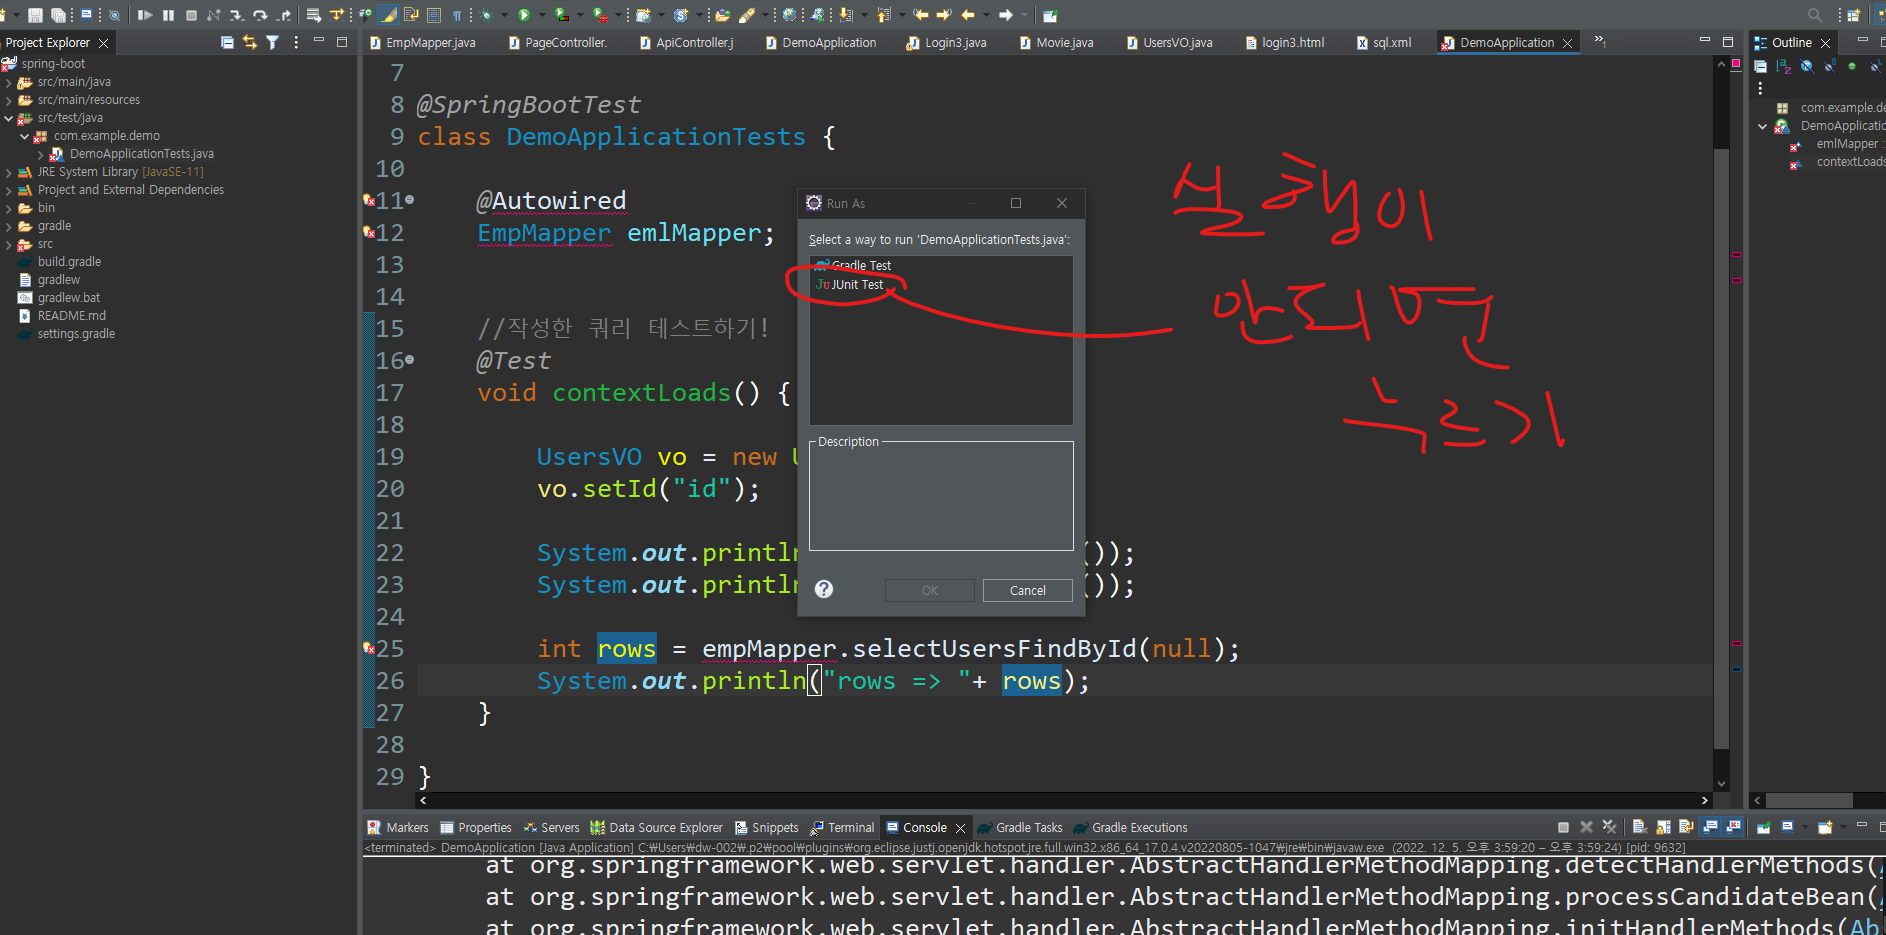 Project Explorer
spring-boot
src/main/java
src/main/resources
src/test/java
com.example.demo
DemoApplicationTests.java
JRE System Library [JavaSE-11]
Project and External Dependencies
bin
gradle
src
build.gradle
gradlew
gradlew.bat
README.md
settings.gradle
EmpMapper.java PageController. ApiController.j DemoApplication Login3.java Movie.java UsersVO.java login3.html sql.xml DemoApplication
7
8 @SpringBootTest
9 class DemoApplicationTests {
10
11 @Autowired
12 EmpMapper emlMapper;
13
14
15 //작성한 쿼리 테스트하기!
16 @Test
17 void contextLoads() {
18
19 UsersVO vo = new
20 vo.setId("id");
21
22 System.out.println ());
23 System.out.println ());
24
25 int rows = empMapper.selectUsersFindById(null);
26 System.out.println("rows => "+ rows);
27 }
28
29 }
Run As
Select a way to run 'DemoApplicationTests.java':
Gradle Test
JUnit Test
Description
OK Cancel
실행이
안되면
누르기
Outline
com.example.de
DemoApplicatio
emlMapper :
contextLoads
Markers Properties Servers Data Source Explorer Snippets Terminal Console Gradle Tasks Gradle Executions
<terminated> DemoApplication [Java Application] C:₩Users₩dw-002₩.p2₩pool₩plugins₩org.eclipse.justj.openjdk.hotspot.jre.full.win32.x86_64_17.0.4.v20220805-1047₩jre₩bin₩javaw.exe (2022. 12. 5. 오후 3:59:20 – 오후 3:59:24) [pid: 9632]
at org.springframework.web.servlet.handler.AbstractHandlerMethodMapping.detectHandlerMethods(
at org.springframework.web.servlet.handler.AbstractHandlerMethodMapping.processCandidateBean(
at org.springframework.web.servlet.handler.AbstractHandlerMethodMapping.initHandlerMethods(Ab